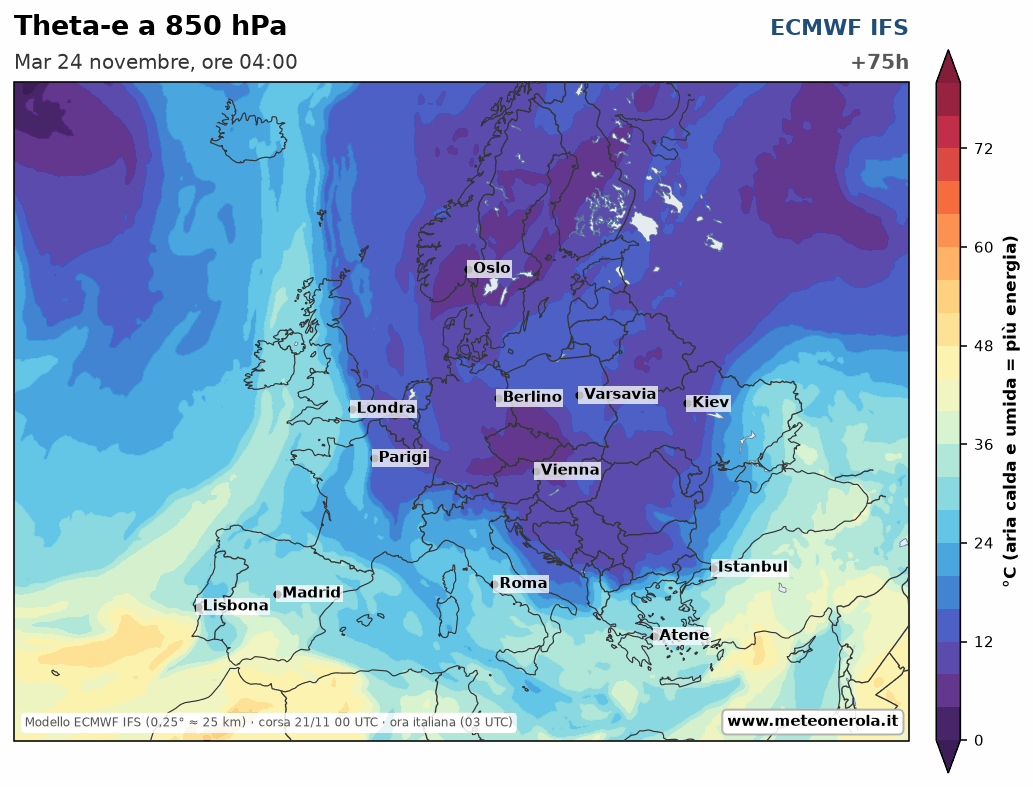 Theta-e a 850 hPa
ECMWF IFS
Mar 24 novembre, ore 04:00
+75h
72
60
48
36
24
12
0
°C (aria calda e umida = più energia)
Oslo
Londra
Berlino
Varsavia
Kiev
Parigi
Vienna
Istanbul
Roma
Madrid
Lisbona
Atene
Modello ECMWF IFS (0,25° ≈ 25 km) · corsa 21/11 00 UTC · ora italiana (03 UTC)
www.meteonerola.it